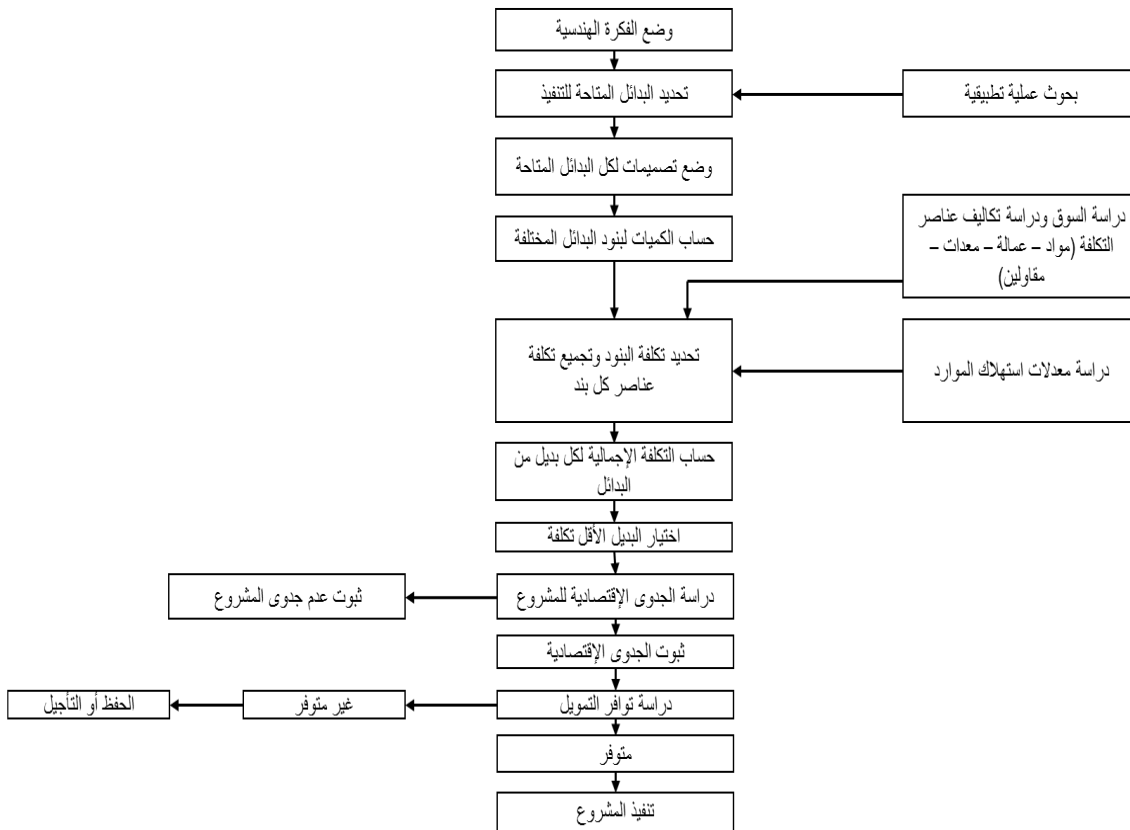 وضع الفكرة الهندسية
تحديد البدائل المتاحة للتنفيذ
بحوث عملية تطبيقية
وضع تصميمات لكل البدائل المتاحة
حساب الكميات لبنود البدائل المختلفة
دراسة السوق ودراسة تكاليف عناصر
التكلفة (مواد – عمالة – معدات –
مقاولين)
تحديد تكلفة البنود وتجميع تكلفة
عناصر كل بند
دراسة معدلات استهلاك الموارد
حساب التكلفة الإجمالية لكل بديل من
البدائل
اختيار البديل الأقل تكلفة
دراسة الجدوى الإقتصادية للمشروع
ثبوت عدم جدوى المشروع
ثبوت الجدوى الإقتصادية
دراسة توافر التمويل
غير متوفر
الحفظ أو التأجيل
متوفر
تنفيذ المشروع